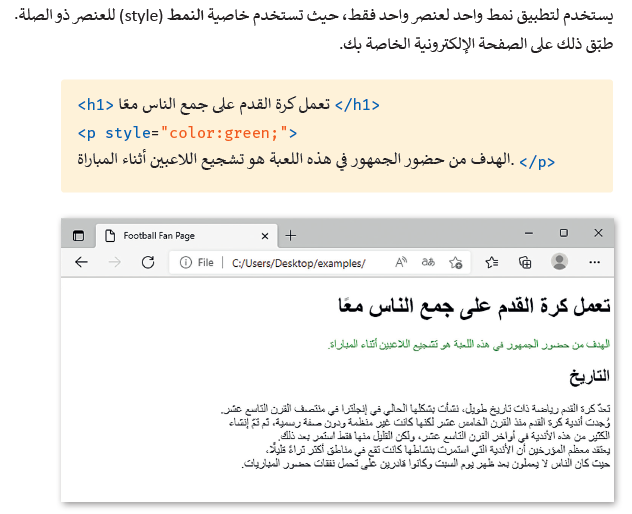 يستخدم لتطبيق نمط واحد لعنصر واحد فقط، حيث تستخدم خاصية النمط (style) للعنصر ذو الصلة.
طبّق ذلك على الصفحة الإلكترونية الخاصة بك.
<h1> تعمل كرة القدم على جمع الناس معًا </h1>
<p style="color:green;">
الهدف من حضور الجمهور في هذه اللعبة هو تشجيع اللاعبين أثناء المباراة. </p>
Football Fan Page
File | C:/Users/Desktop/examples/
تعمل كرة القدم على جمع الناس معًا
الهدف من حضور الجمهور في هذه اللعبة هو تشجيع اللاعبين أثناء المباراة.
التاريخ
تعدّ كرة القدم رياضة ذات تاريخ طويل، نشأت بشكلها الحالي في إنجلترا في منتصف القرن التاسع عشر.
وُجدت أندية كرة القدم منذ القرن الخامس عشر لكنها كانت غير منظمة ودون صفة رسمية، ثم تمّ إنشاء
الكثير من هذه الأندية في أواخر القرن التاسع عشر، ولكن القليل منها فقط استمر بعد ذلك.
يعتقد معظم المؤرخين أن الأندية التي استمرت بنشاطها كانت تقع في مناطق أكثر ثراءً قليلًا،
حيث كان الناس لا يعملون بعد ظهر يوم السبت وكانوا قادرين على تحمل نفقات حضور المباريات.